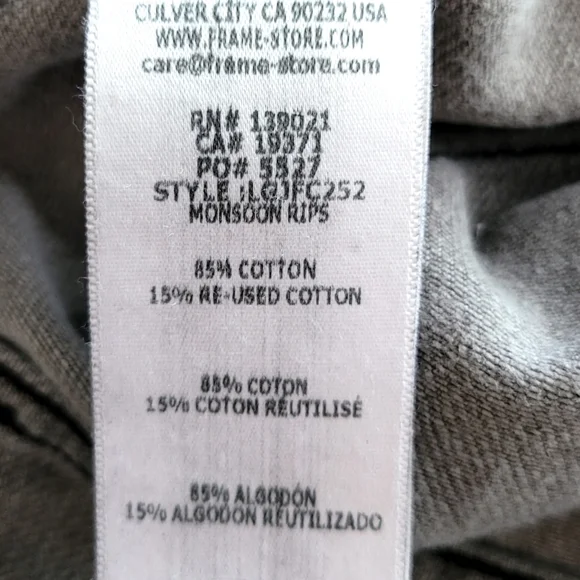 CULVER CITY CA 90232 USA
WWW.FRAME-STORE.COM
care@frame-store.com
RN# 139021
CA# 19371
PO# 5527
STYLE :LGJFC252
MONSOON RIPS
85% COTTON
15% RE-USED COTTON
85% COTON
15% COTON RÉUTILISÉ
85% ALGODÓN
15% ALGODÓN REUTILIZADO